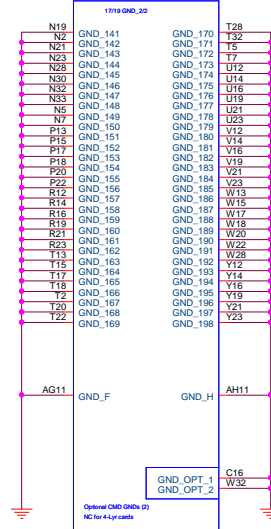 17/19 GND_2/2
N19 GND_141 GND_170 T28
N2 GND_142 GND_171 T32
N21 GND_143 GND_172 T5
N23 GND_144 GND_173 T7
N28 GND_145 GND_174 U12
N30 GND_146 GND_175 U14
N32 GND_147 GND_176 U16
N33 GND_148 GND_177 U19
N5 GND_149 GND_178 U21
N7 GND_150 GND_179 U23
P13 GND_151 GND_180 V12
P15 GND_152 GND_181 V14
P17 GND_153 GND_182 V16
P18 GND_154 GND_183 V19
P20 GND_155 GND_184 V21
P22 GND_156 GND_185 V23
R12 GND_157 GND_186 W13
R14 GND_158 GND_187 W15
R16 GND_159 GND_188 W17
R19 GND_160 GND_189 W18
R21 GND_161 GND_190 W20
R23 GND_162 GND_191 W22
T13 GND_163 GND_192 W28
T15 GND_164 GND_193 Y12
T17 GND_165 GND_194 Y14
T18 GND_166 GND_195 Y16
T2 GND_167 GND_196 Y19
T20 GND_168 GND_197 Y21
T22 GND_169 GND_198 Y23
AG11 GND_F GND_H AH11
GND_OPT_1 C16
GND_OPT_2 W32
Optional CMD GNDs (2)
NC for 4-Lyr cards